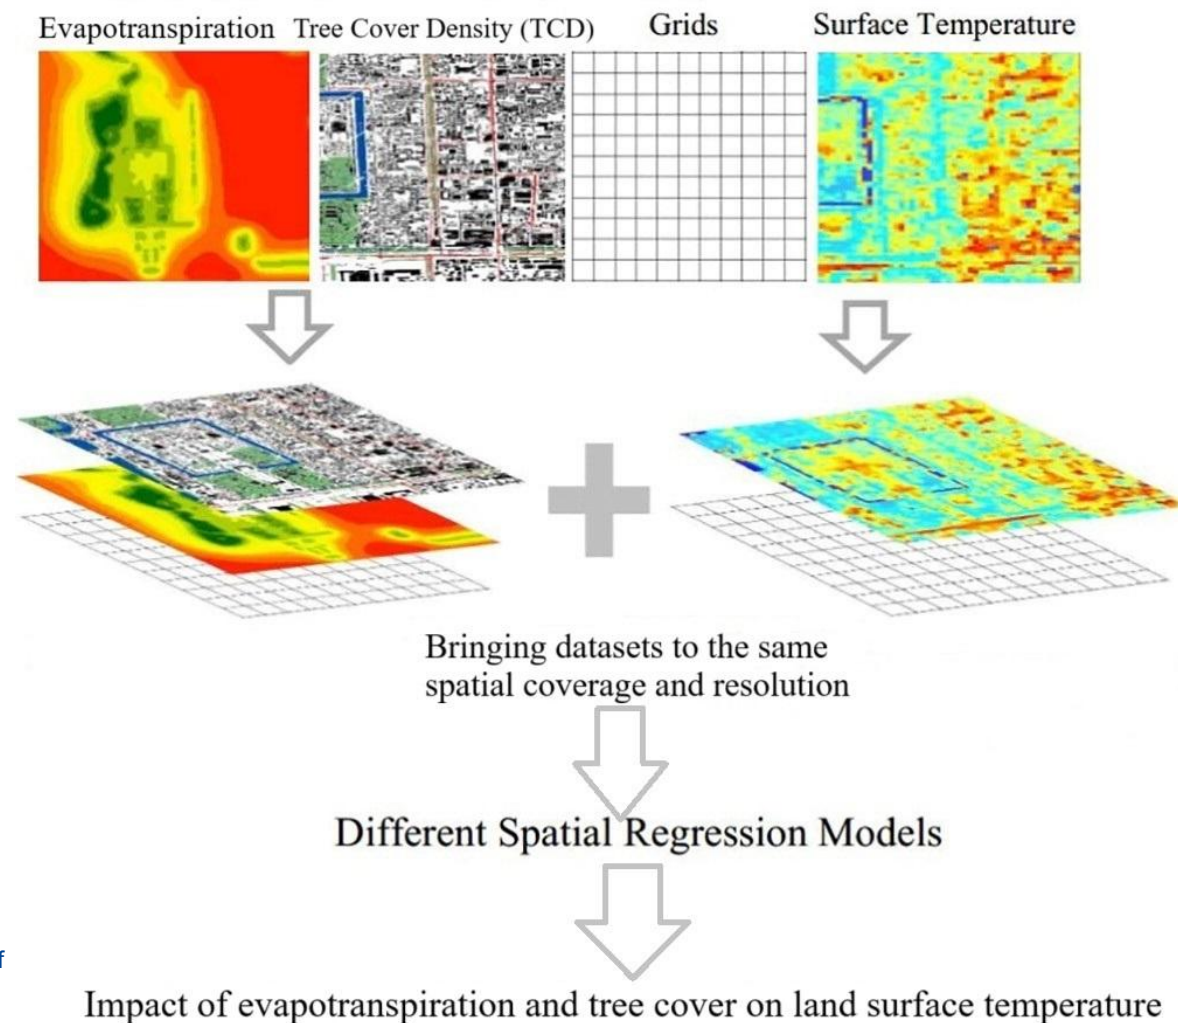 Evapotranspiration Tree Cover Density (TCD) Grids Surface Temperature
Bringing datasets to the same
spatial coverage and resolution
Different Spatial Regression Models
f
Impact of evapotranspiration and tree cover on land surface temperature